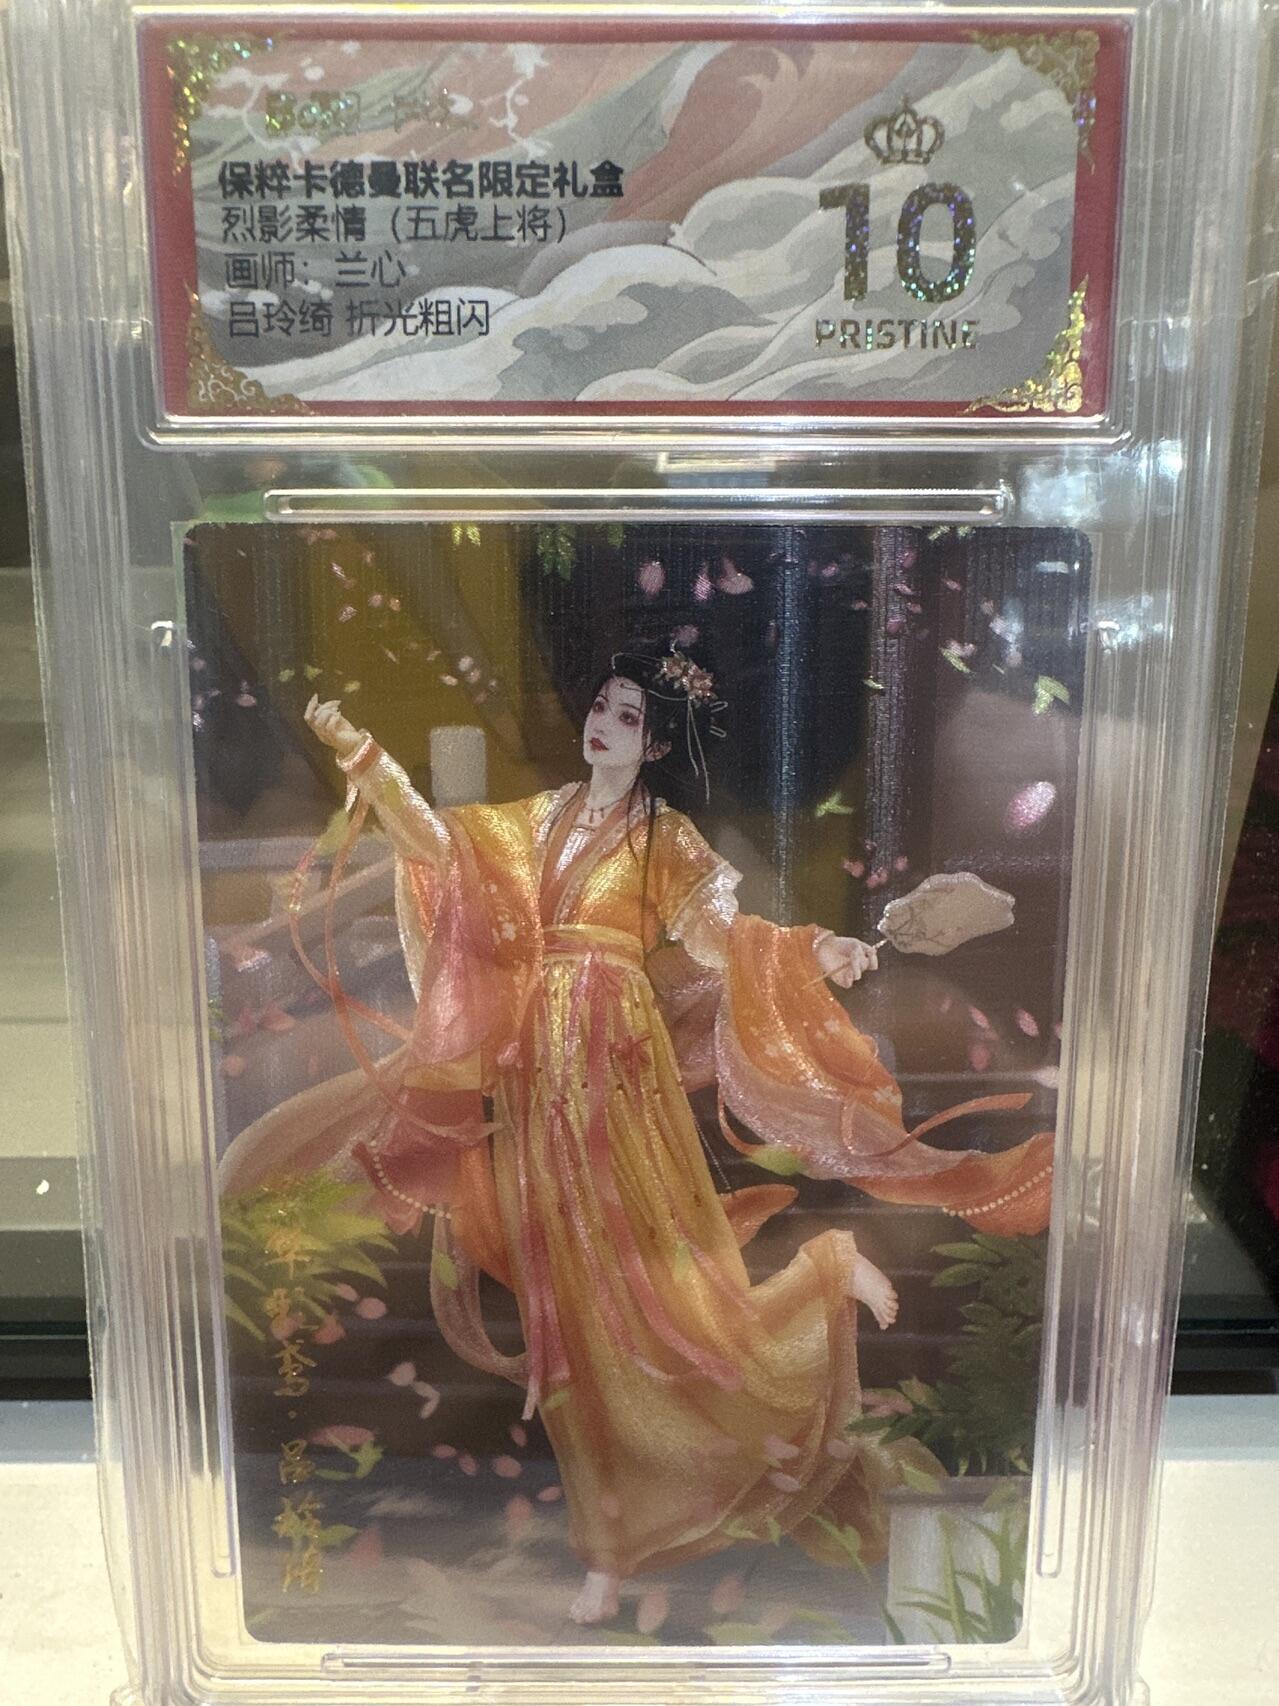 保粹卡德曼联名限定礼盒
烈影柔情（五虎上将）
画师：兰心
吕玲绮 折光粗闪
10
PRISTINE